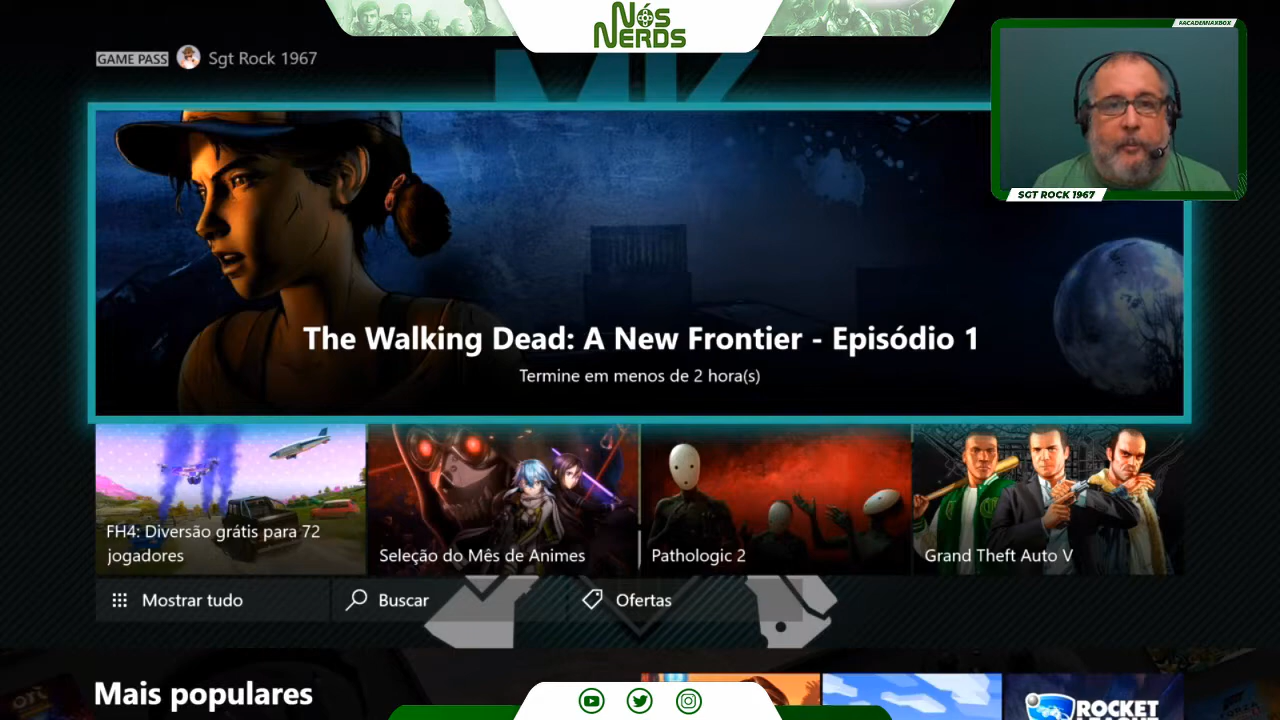 Nós
NERDS
#ACADEMIAXBOX
GAME PASS Sgt Rock 1967
MK
SGT ROCK 1967
The Walking Dead: A New Frontier - Episódio 1
Termine em menos de 2 hora(s)
FH4: Diversão grátis para 72
jogadores
Seleção do Mês de Animes
Pathologic 2
Grand Theft Auto V
Mostrar tudo
Buscar
Ofertas
Mais populares
ROCKET